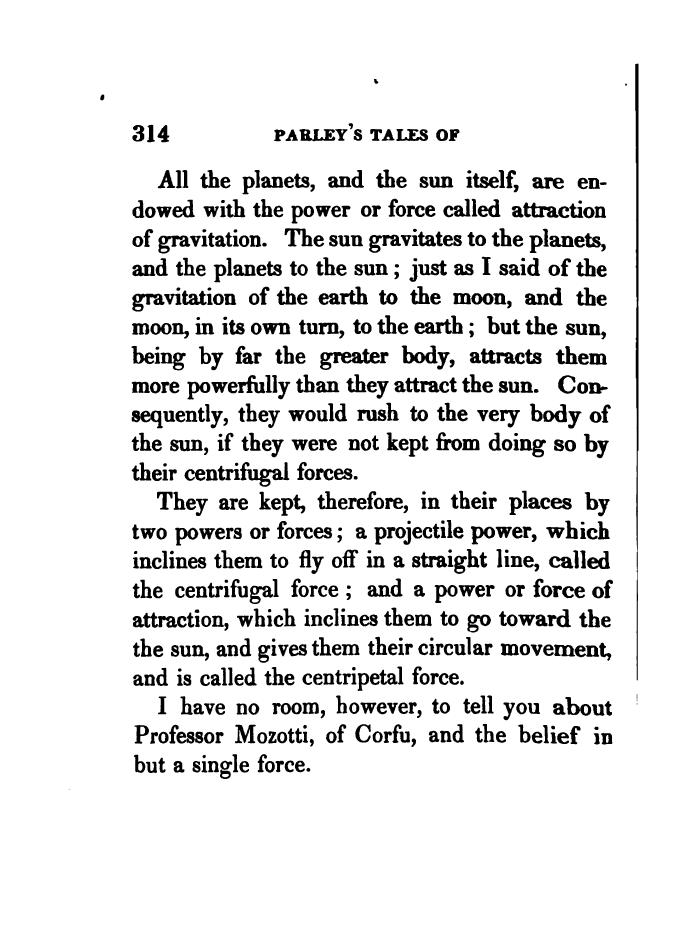 314 PARLEY'S TALES OF
All the planets, and the sun itself, are en-
dowed with the power or force called attraction
of gravitation. The sun gravitates to the planets,
and the planets to the sun ; just as I said of the
gravitation of the earth to the moon, and the
moon, in its own turn, to the earth ; but the sun,
being by far the greater body, attracts them
more powerfully than they attract the sun. Con-
sequently, they would rush to the very body of
the sun, if they were not kept from doing so by
their centrifugal forces.
They are kept, therefore, in their places by
two powers or forces ; a projectile power, which
inclines them to fly off in a straight line, called
the centrifugal force ; and a power or force of
attraction, which inclines them to go toward the
the sun, and gives them their circular movement,
and is called the centripetal force.
I have no room, however, to tell you about
Professor Mozotti, of Corfu, and the belief in
but a single force.